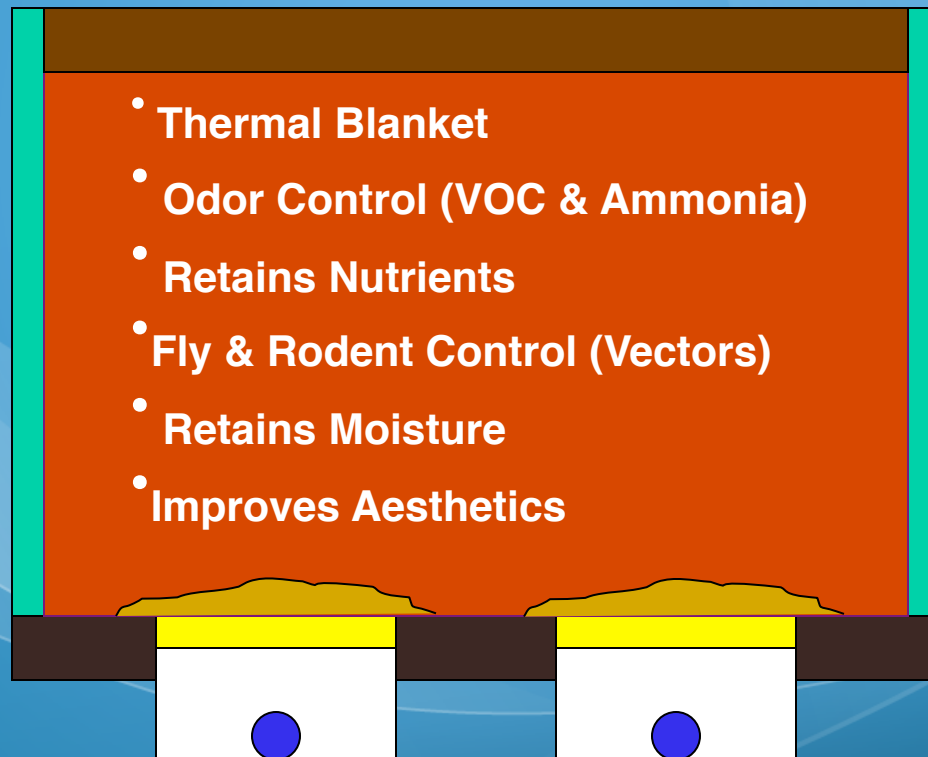 • Thermal Blanket
• Odor Control (VOC & Ammonia)
• Retains Nutrients
• Fly & Rodent Control (Vectors)
• Retains Moisture
• Improves Aesthetics